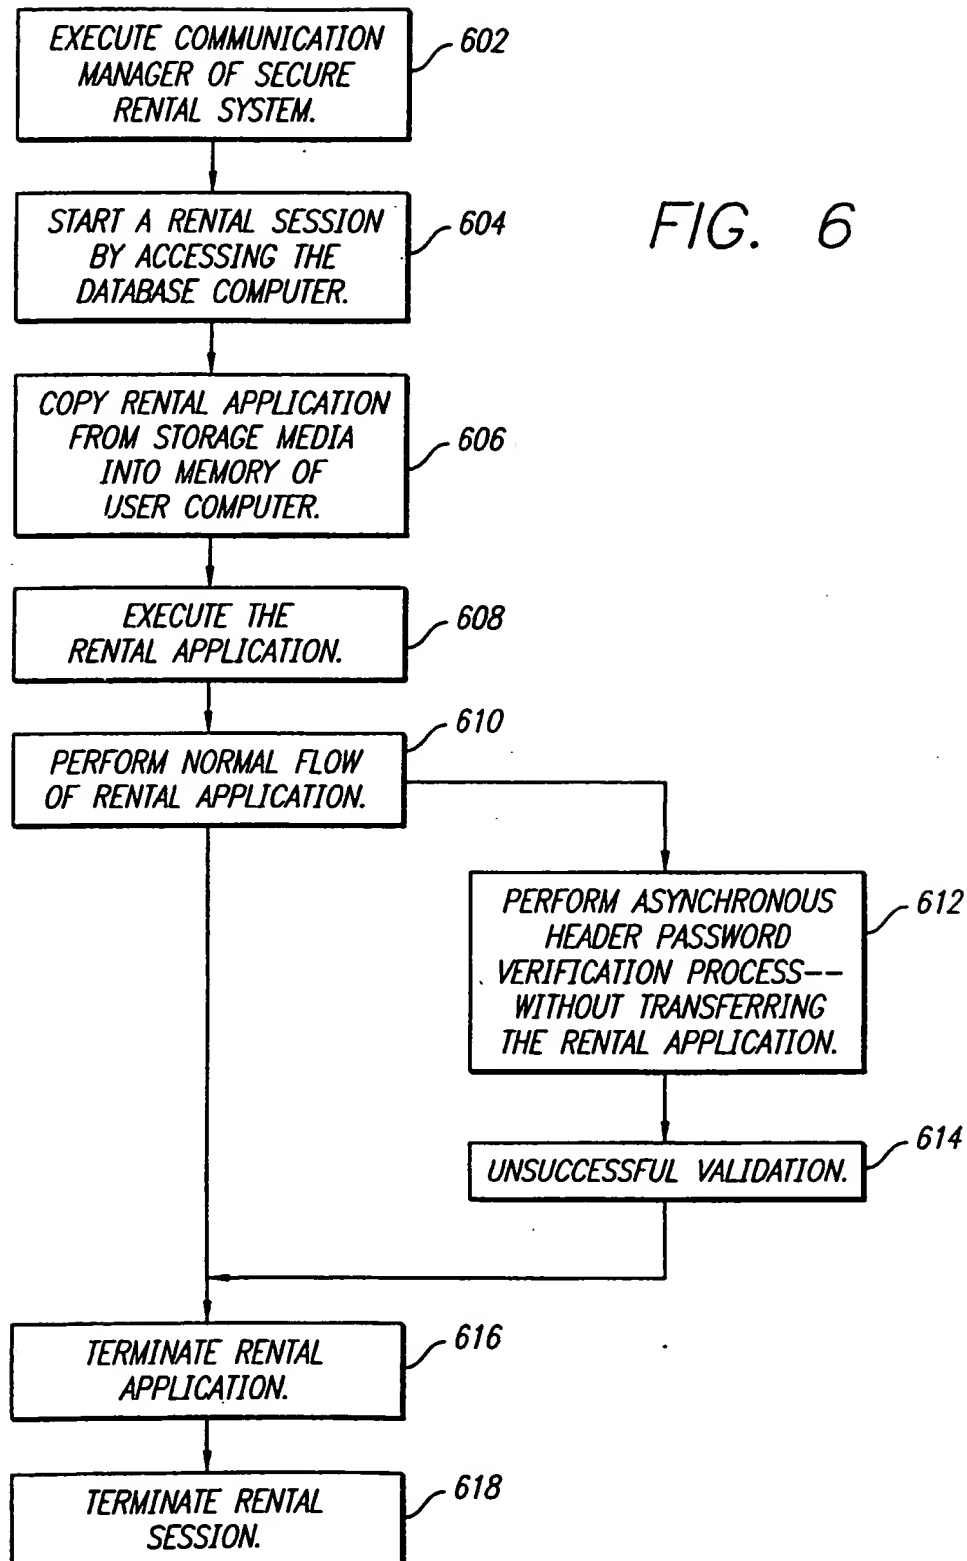 EXECUTE COMMUNICATION
MANAGER OF SECURE
RENTAL SYSTEM.
602
START A RENTAL SESSION
BY ACCESSING THE
DATABASE COMPUTER.
604
FIG. 6
COPY RENTAL APPLICATION
FROM STORAGE MEDIA
INTO MEMORY OF
USER COMPUTER.
606
EXECUTE THE
RENTAL APPLICATION.
608
PERFORM NORMAL FLOW
OF RENTAL APPLICATION.
610
PERFORM ASYNCHRONOUS
HEADER PASSWORD
VERIFICATION PROCESS--
WITHOUT TRANSFERRING
THE RENTAL APPLICATION.
612
UNSUCCESSFUL VALIDATION.
614
TERMINATE RENTAL
APPLICATION.
616
TERMINATE RENTAL
SESSION.
618